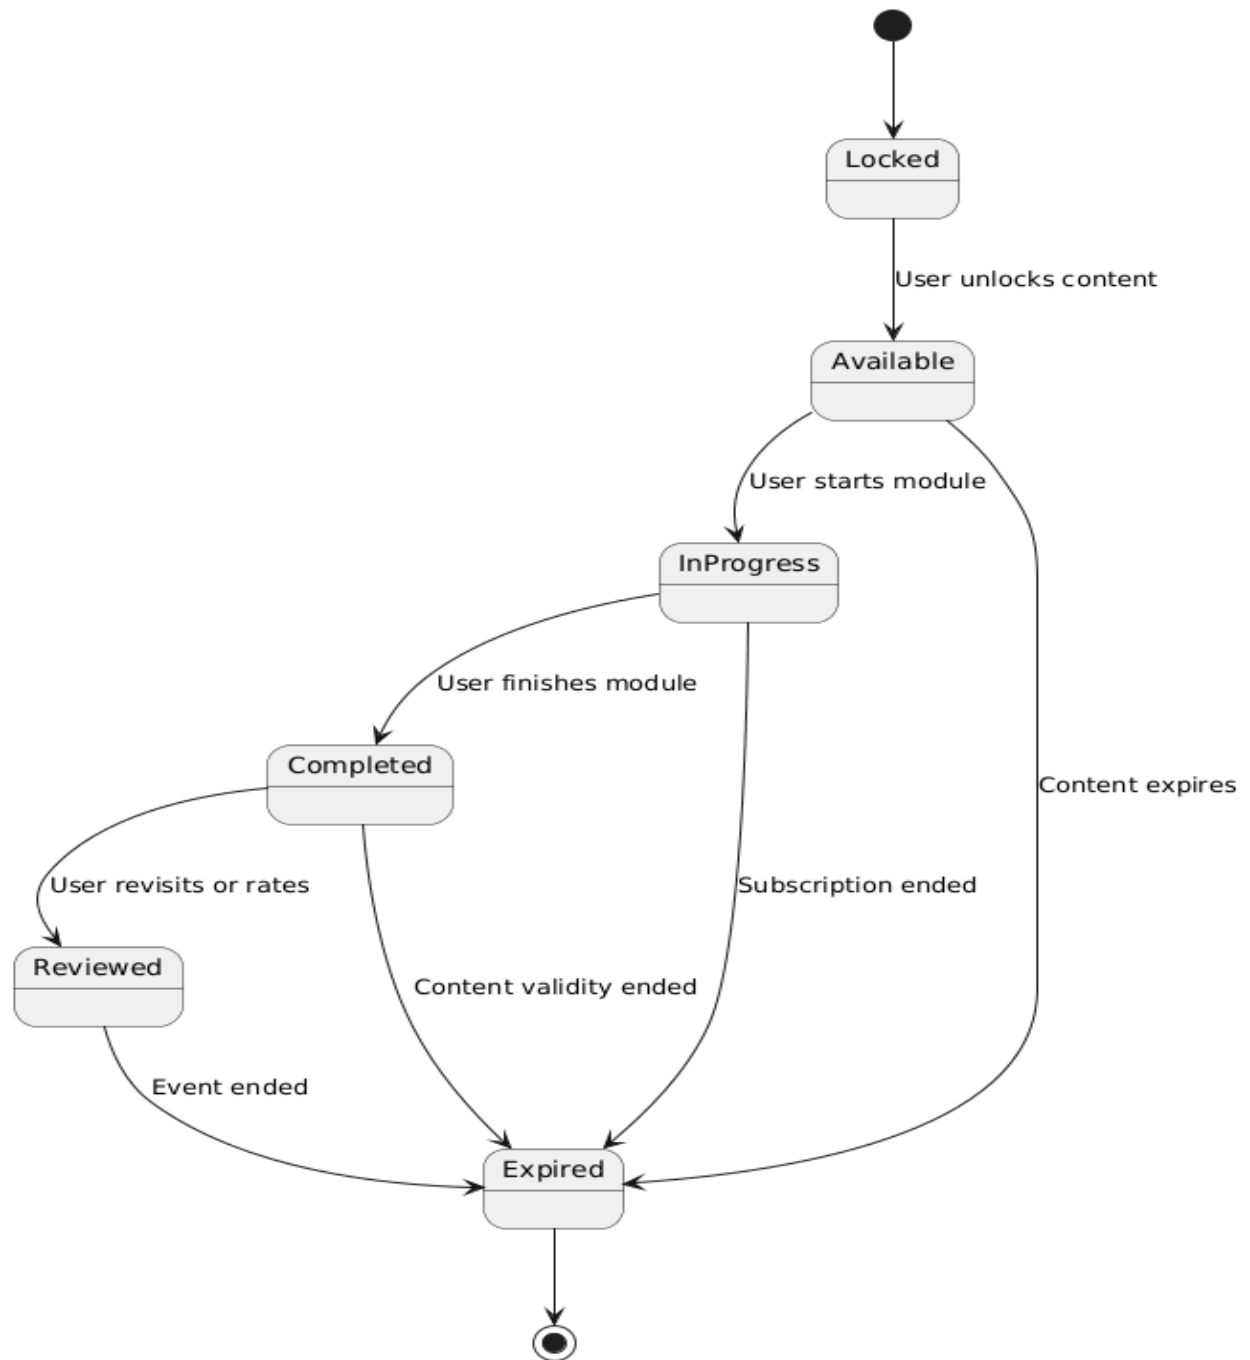 Locked
User unlocks content
Available
User starts module
InProgress
User finishes module
Completed
Content expires
User revisits or rates
Subscription ended
Reviewed
Content validity ended
Event ended
Expired